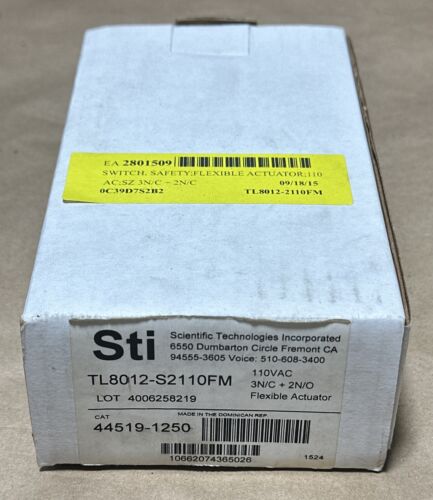 EA 2801509
SWITCH, SAFETY;FLEXIBLE ACTUATOR;110
AC;SZ 3N/C - 2N/C
09/18/15
0C39D7S2B2
TL8012-2110FM
Sti
Scientific Technologies Incorporated
6550 Dumbarton Circle Fremont CA
94555-3605 Voice: 510-608-3400
TL8012-S2110FM
110VAC
3N/C + 2N/O
LOT 4006258219
Flexible Actuator
CAT
MADE IN THE DOMINICAN REP.
44519-1250
10662074365026
1524